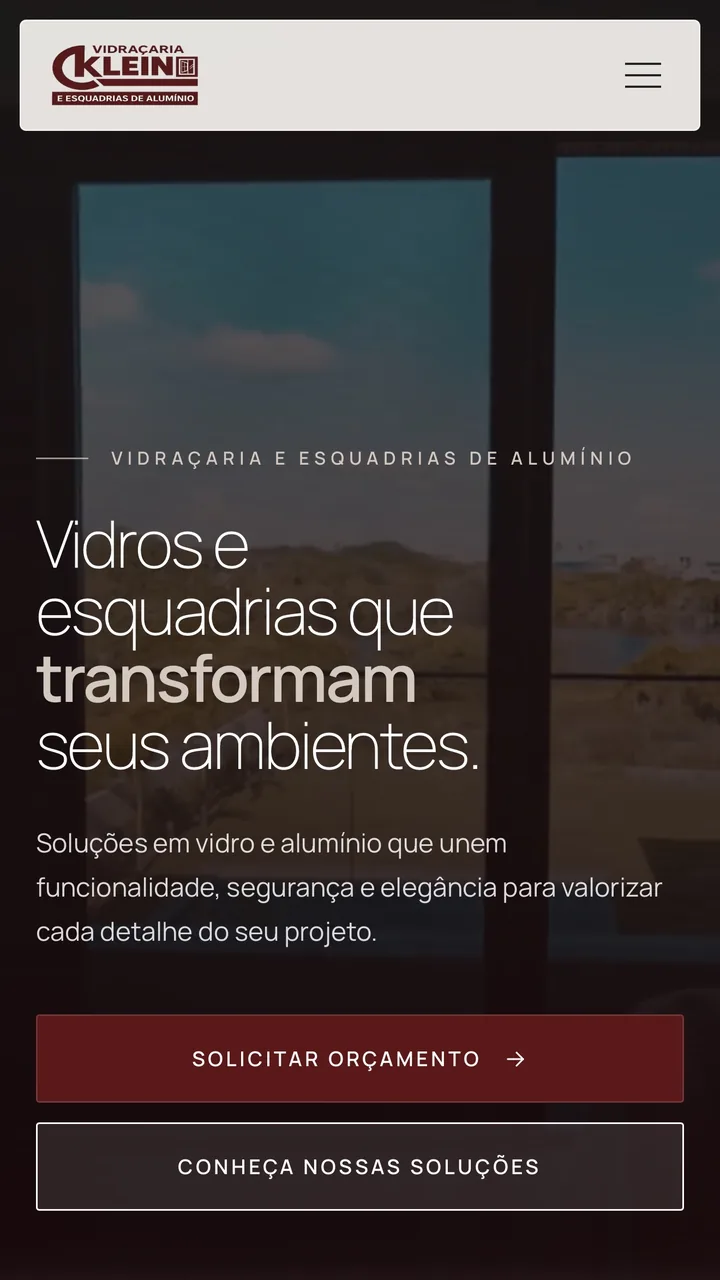 VIDRAÇARIA
CKLEIN
E ESQUADRIAS DE ALUMÍNIO
VIDRAÇARIA E ESQUADRIAS DE ALUMÍNIO
Vidros e
esquadrias que
transformam
seus ambientes.
Soluções em vidro e alumínio que unem
funcionalidade, segurança e elegância para valorizar
cada detalhe do seu projeto.
SOLICITAR ORÇAMENTO →
CONHEÇA NOSSAS SOLUÇÕES